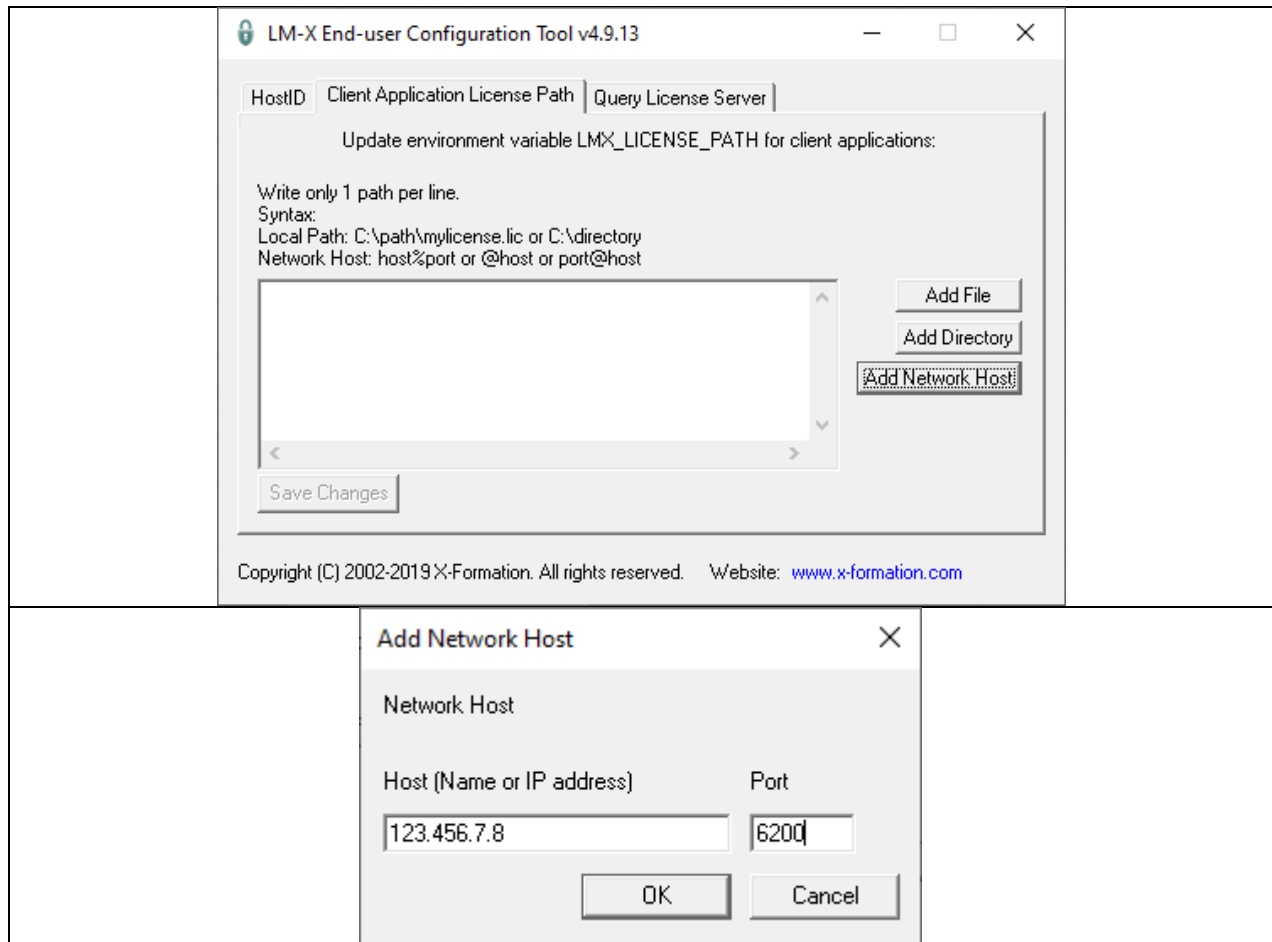 LM-X End-user Configuration Tool v4.9.13
HostID Client Application License Path Query License Server
Update environment variable LMX_LICENSE_PATH for client applications:
Write only 1 path per line.
Syntax:
Local Path: C:\path\mylicense.lic or C:\directory
Network Host: host%port or @host or port@host
Add File
Add Directory
Add Network Host
Save Changes
Copyright (C) 2002-2019 X-Formation. All rights reserved. Website: www.x-formation.com
Add Network Host
Network Host
Host (Name or IP address) Port
123.456.7.8 6200
OK Cancel